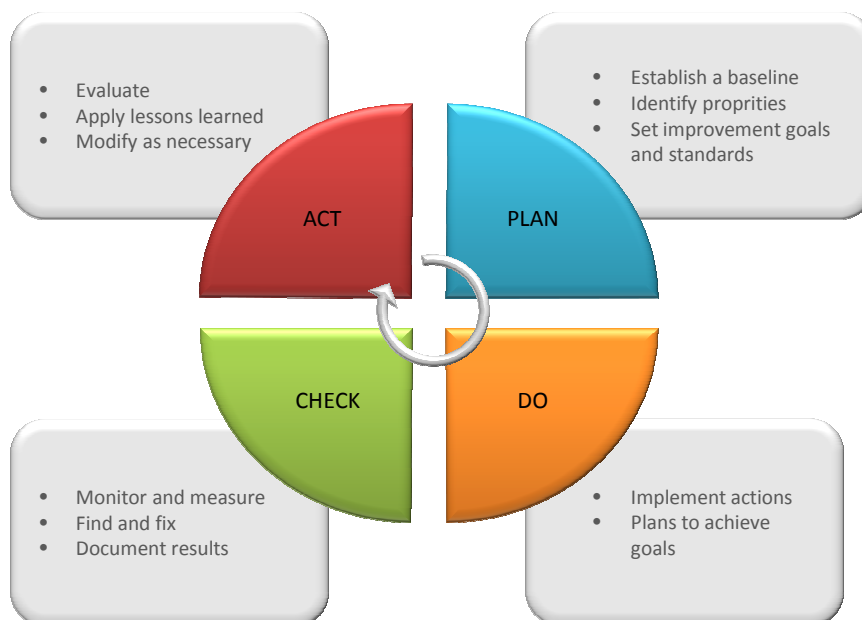 • Evaluate
• Apply lessons learned
• Modify as necessary
• Establish a baseline
• Identify proprities
• Set improvement goals
and standards
ACT
PLAN
CHECK
DO
• Monitor and measure
• Find and fix
• Document results
• Implement actions
• Plans to achieve
goals